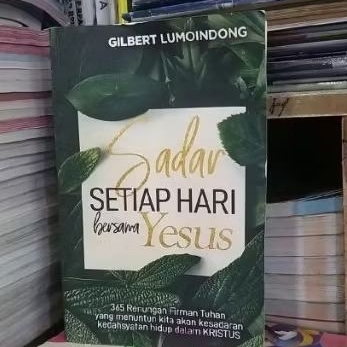 GILBERT LUMOINDONG
Sadar
SETIAP HARI
bersama Yesus
365 Renungan Firman Tuhan
yang menuntun kita akan kesadaran
kedahsyatan hidup dalam KRISTUS